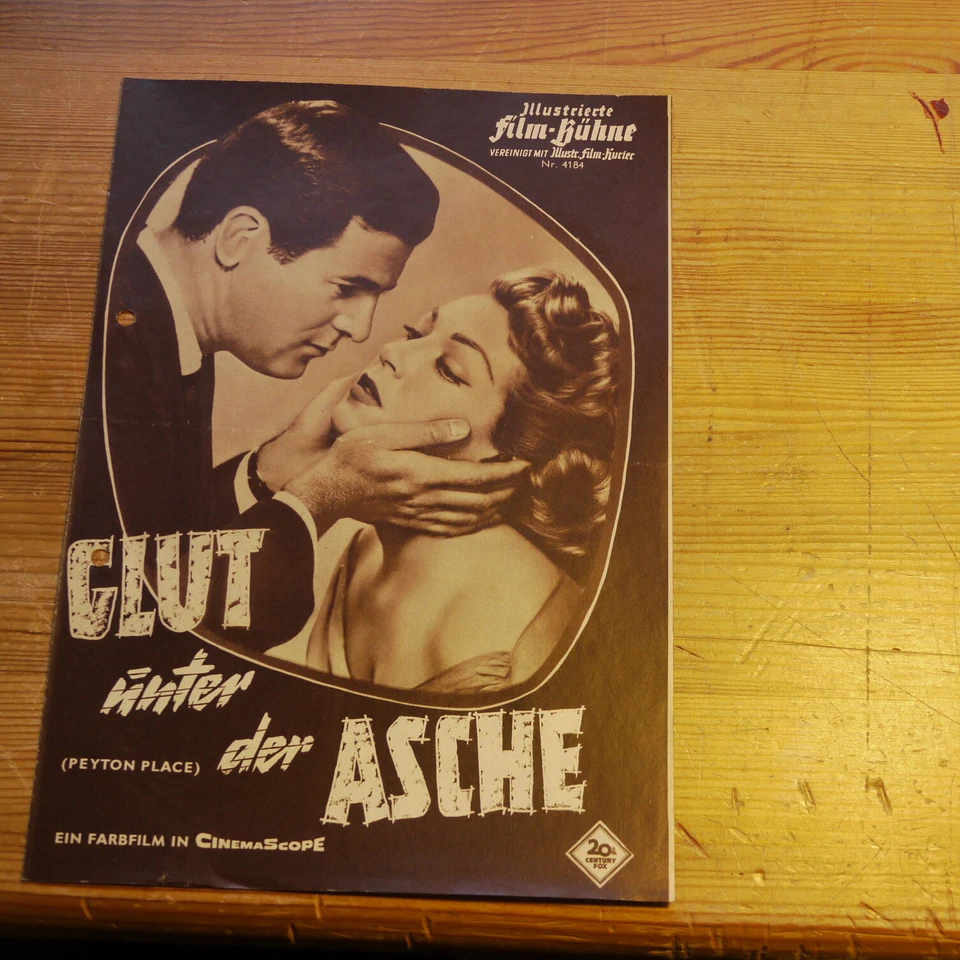 Illustrierte
Film-Bühne
VEREINIGT MIT Illustr. Film-Kurier
Nr. 4184
GLUT
unter
der
ASCHE
(PEYTON PLACE)
EIN FARBFILM IN CINEMASCOPE
20th
CENTURY
FOX